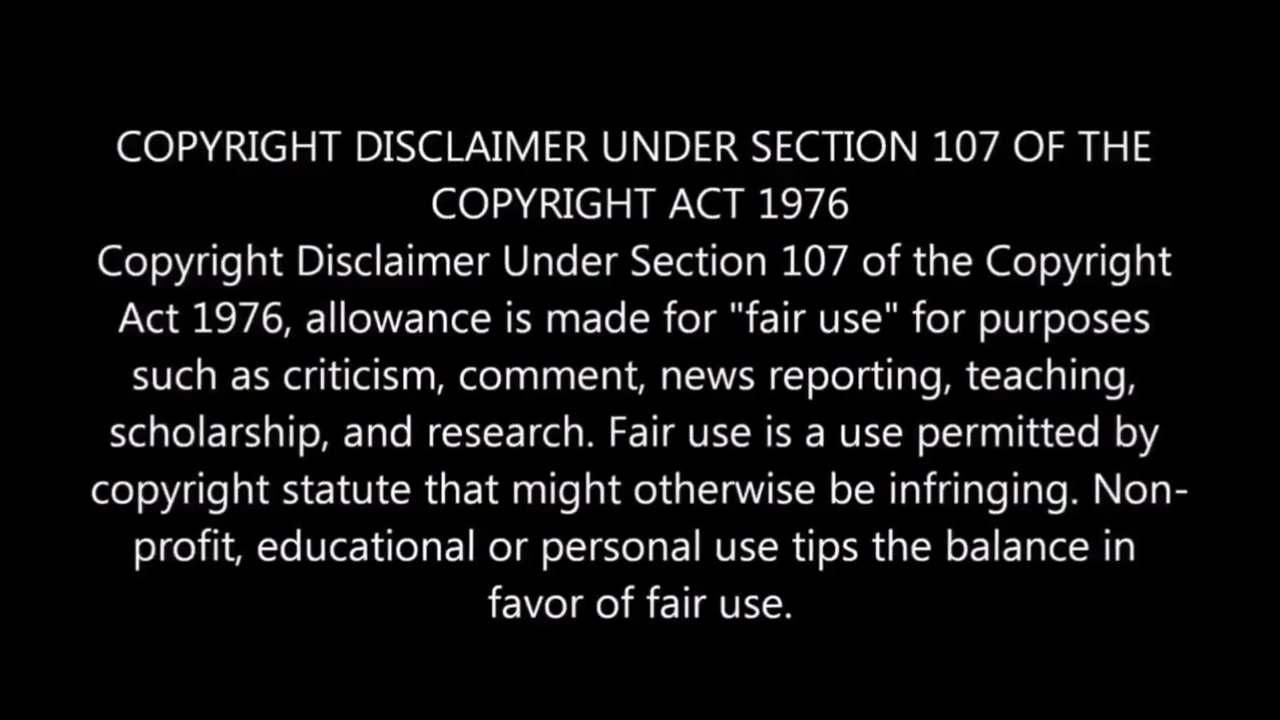 COPYRIGHT DISCLAIMER UNDER SECTION 107 OF THE
COPYRIGHT ACT 1976
Copyright Disclaimer Under Section 107 of the Copyright
Act 1976, allowance is made for "fair use" for purposes
such as criticism, comment, news reporting, teaching,
scholarship, and research. Fair use is a use permitted by
copyright statute that might otherwise be infringing. Non-
profit, educational or personal use tips the balance in
favor of fair use.